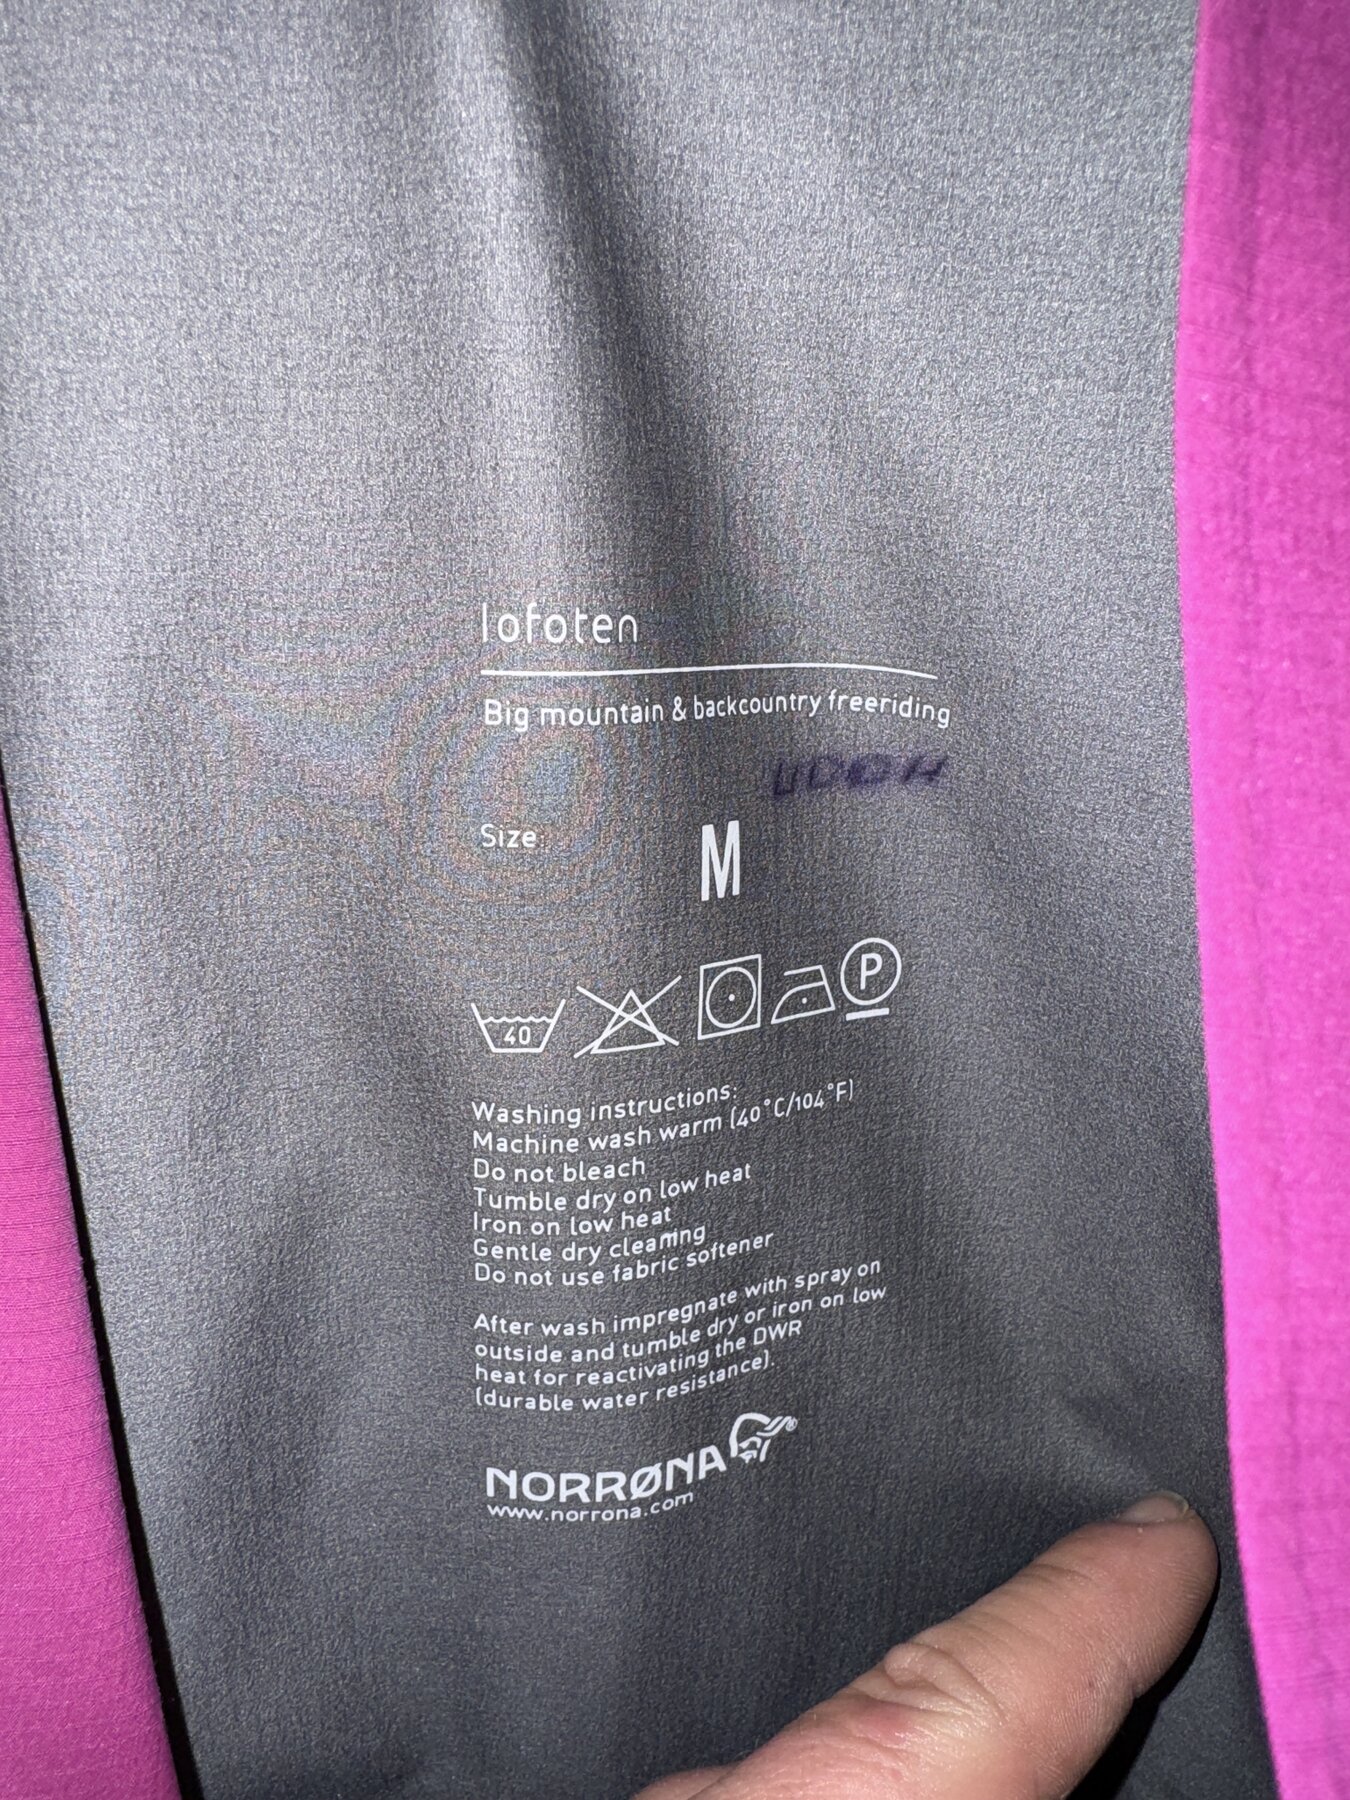 lofoten
Big mountain & backcountry freeriding
Size: M
40 P
Washing instructions:
Machine wash warm (40°C/104°F)
Do not bleach
Tumble dry on low heat
Iron on low heat
Gentle dry cleaning
Do not use fabric softener
After wash impregnate with spray on
outside and tumble dry or iron on low
heat for reactivating the DWR
(durable water resistance).
NORRØNA
www.norrona.com